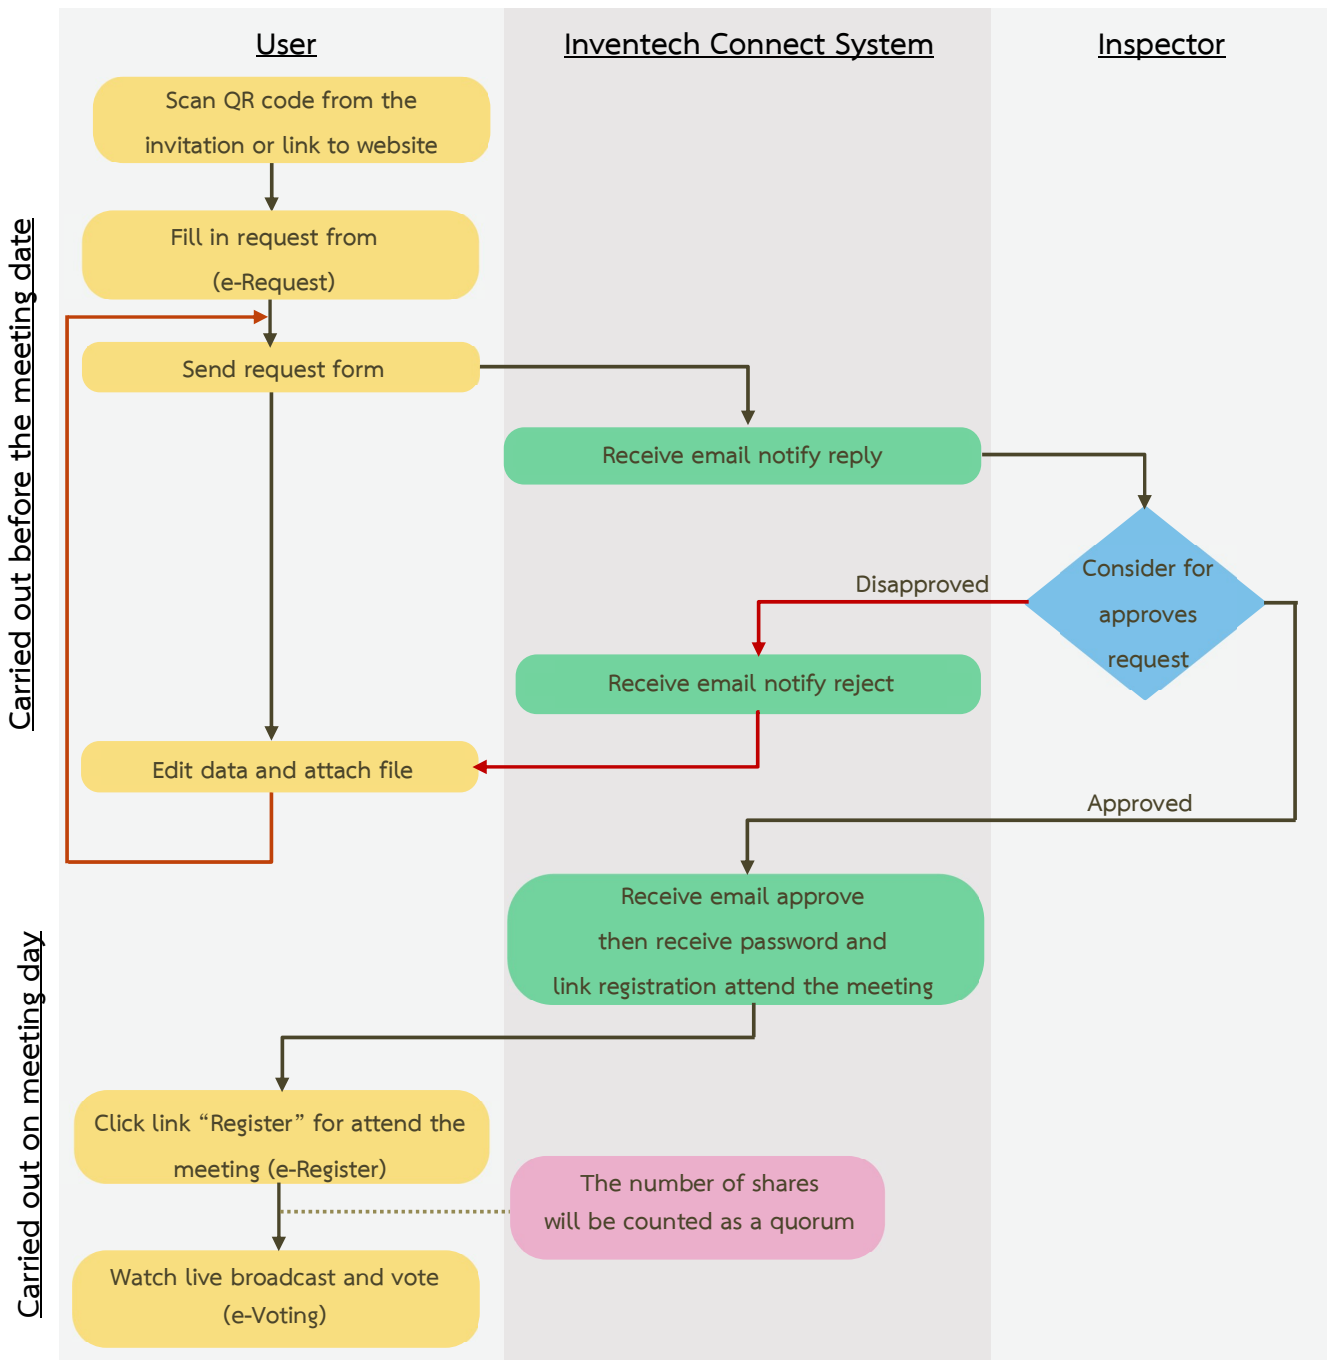 User
Inventech Connect System
Inspector
Carried out before the meeting date
Scan QR code from the
invitation or link to website
Fill in request from
(e-Request)
Send request form
Receive email notify reply
Consider for
approves
request
Disapproved
Receive email notify reject
Edit data and attach file
Approved
Receive email approve
then receive password and
link registration attend the meeting
Carried out on meeting day
Click link “Register” for attend the
meeting (e-Register)
The number of shares
will be counted as a quorum
Watch live broadcast and vote
(e-Voting)